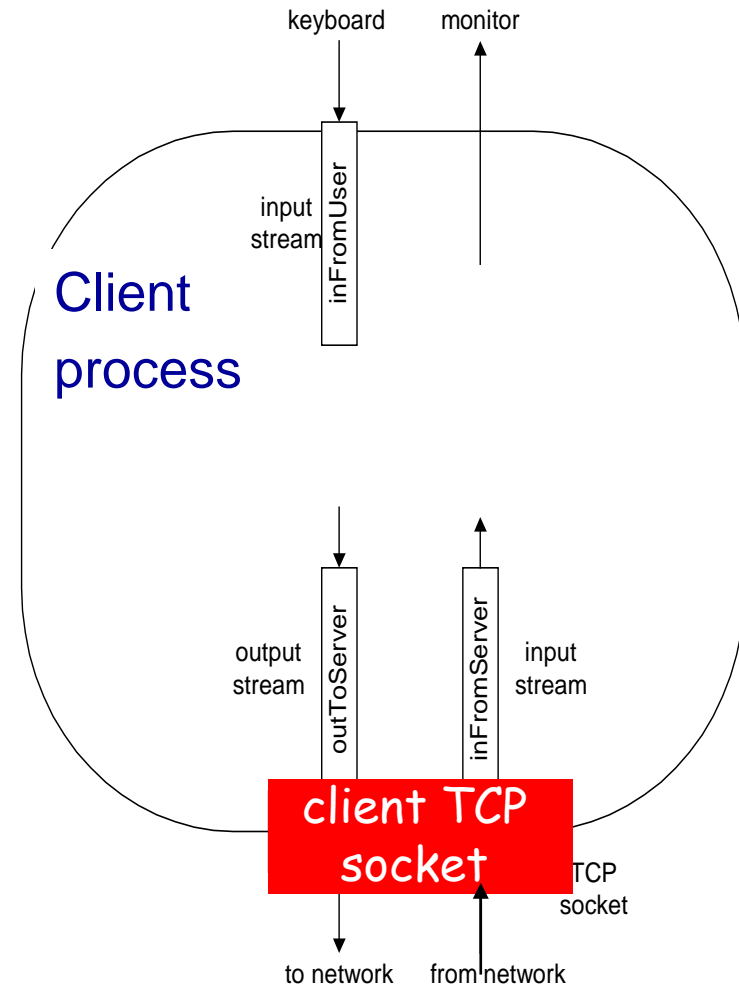 keyboard
monitor
input
stream
inFromUser
Client
process
output
stream
outToServer
inFromServer
input
stream
client TCP
socket
TCP
socket
to network
from network